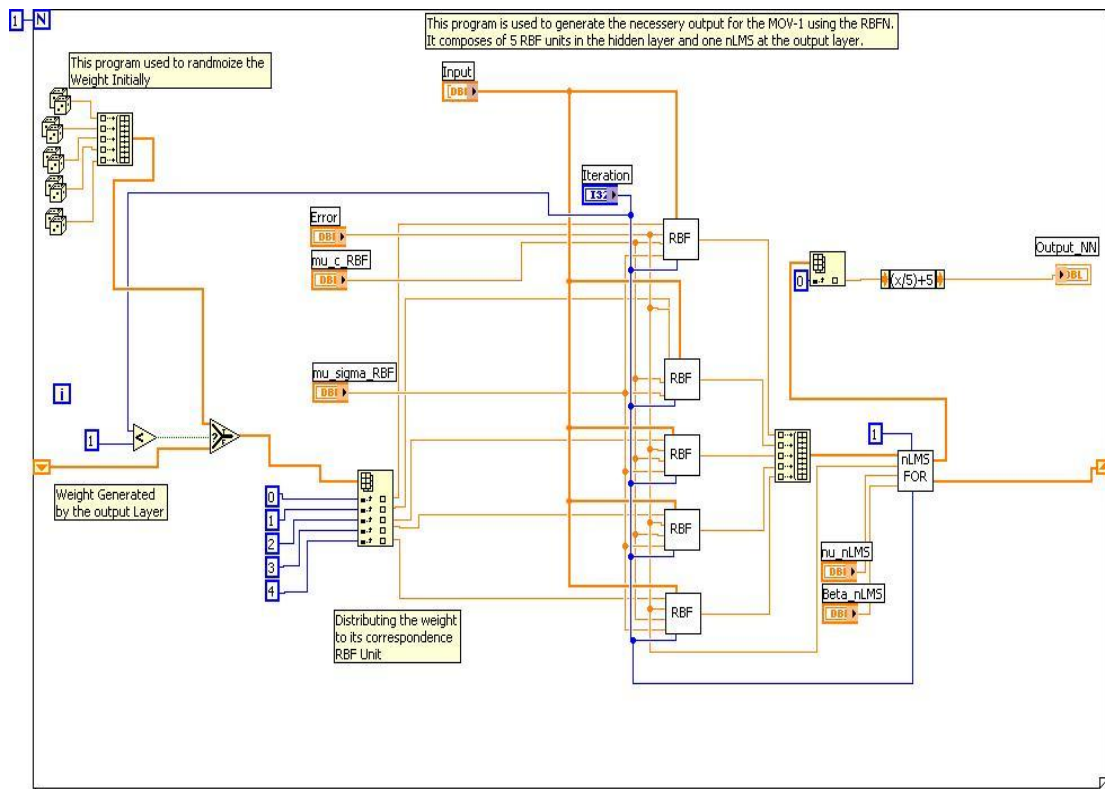 1
N
This program is used to generate the necessery output for the MOV-1 using the RBFN.
It composes of 5 RBF units in the hidden layer and one nLMS at the output layer.
This program used to randmoize the
Weight Initially
Input
DBL
Iteration
I32
Error
DBL
mu_c_RBF
DBL
RBF
Output_NN
DBL
0
(x/5)+5
mu_sigma_RBF
DBL
RBF
i
1
<
?
F
1
nLMS
FOR
RBF
Weight Generated
by the output Layer
0
1
2
3
4
RBF
nu_nLMS
DBL
Beta_nLMS
DBL
RBF
Distributing the weight
to its correspondence
RBF Unit